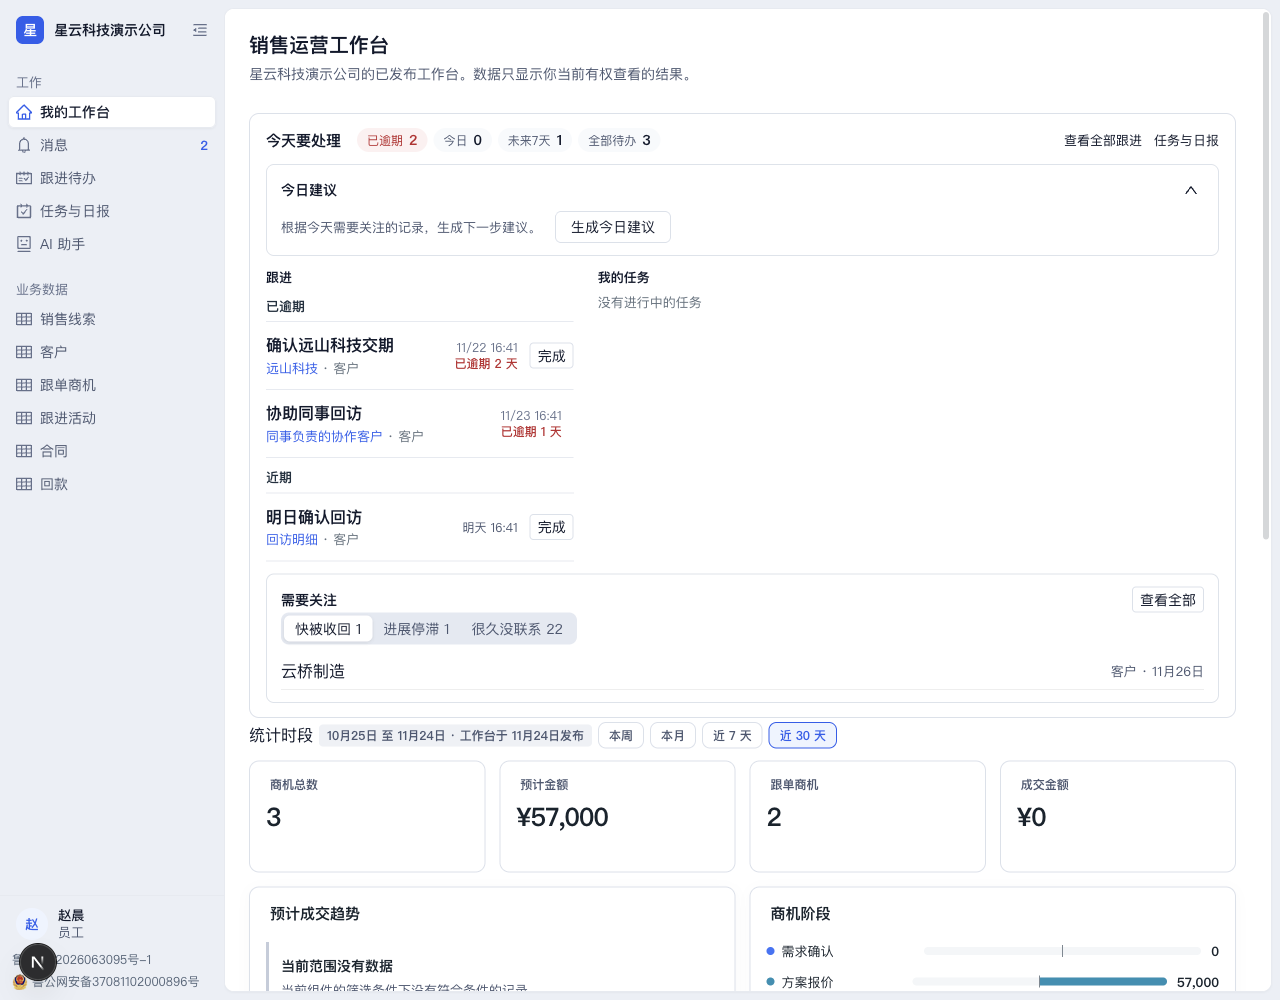 星 星云科技演示公司
工作
我的工作台
消息 2
跟进待办
任务与日报
AI 助手
业务数据
销售线索
客户
跟单商机
跟进活动
合同
回款
赵 赵晨
员工
2026063095号-1
公网安备37081102000896号
N
销售运营工作台
星云科技演示公司的已发布工作台。数据只显示你当前有权查看的结果。
今天要处理 已逾期 2 今日 0 未来7天 1 全部待办 3 查看全部跟进 任务与日报
今日建议
根据今天需要关注的记录，生成下一步建议。 生成今日建议
跟进
已逾期
确认远山科技交期 11/22 16:41
远山科技 · 客户 已逾期 2 天 完成
协助同事回访 11/23 16:41
同事负责的协作客户 · 客户 已逾期 1 天
近期
明日确认回访 明天 16:41 完成
回访明细 · 客户
我的任务
没有进行中的任务
需要关注 查看全部
快被收回 1 进展停滞 1 很久没联系 22
云桥制造 客户 · 11月26日
统计时段 10月25日 至 11月24日 · 工作台于 11月24日发布 本周 本月 近 7 天 近 30 天
商机总数
3
预计金额
¥57,000
跟单商机
2
成交金额
¥0
预计成交趋势
当前范围没有数据
当前组件的筛选条件下没有符合条件的记录
商机阶段
需求确认 0
方案报价 57,000